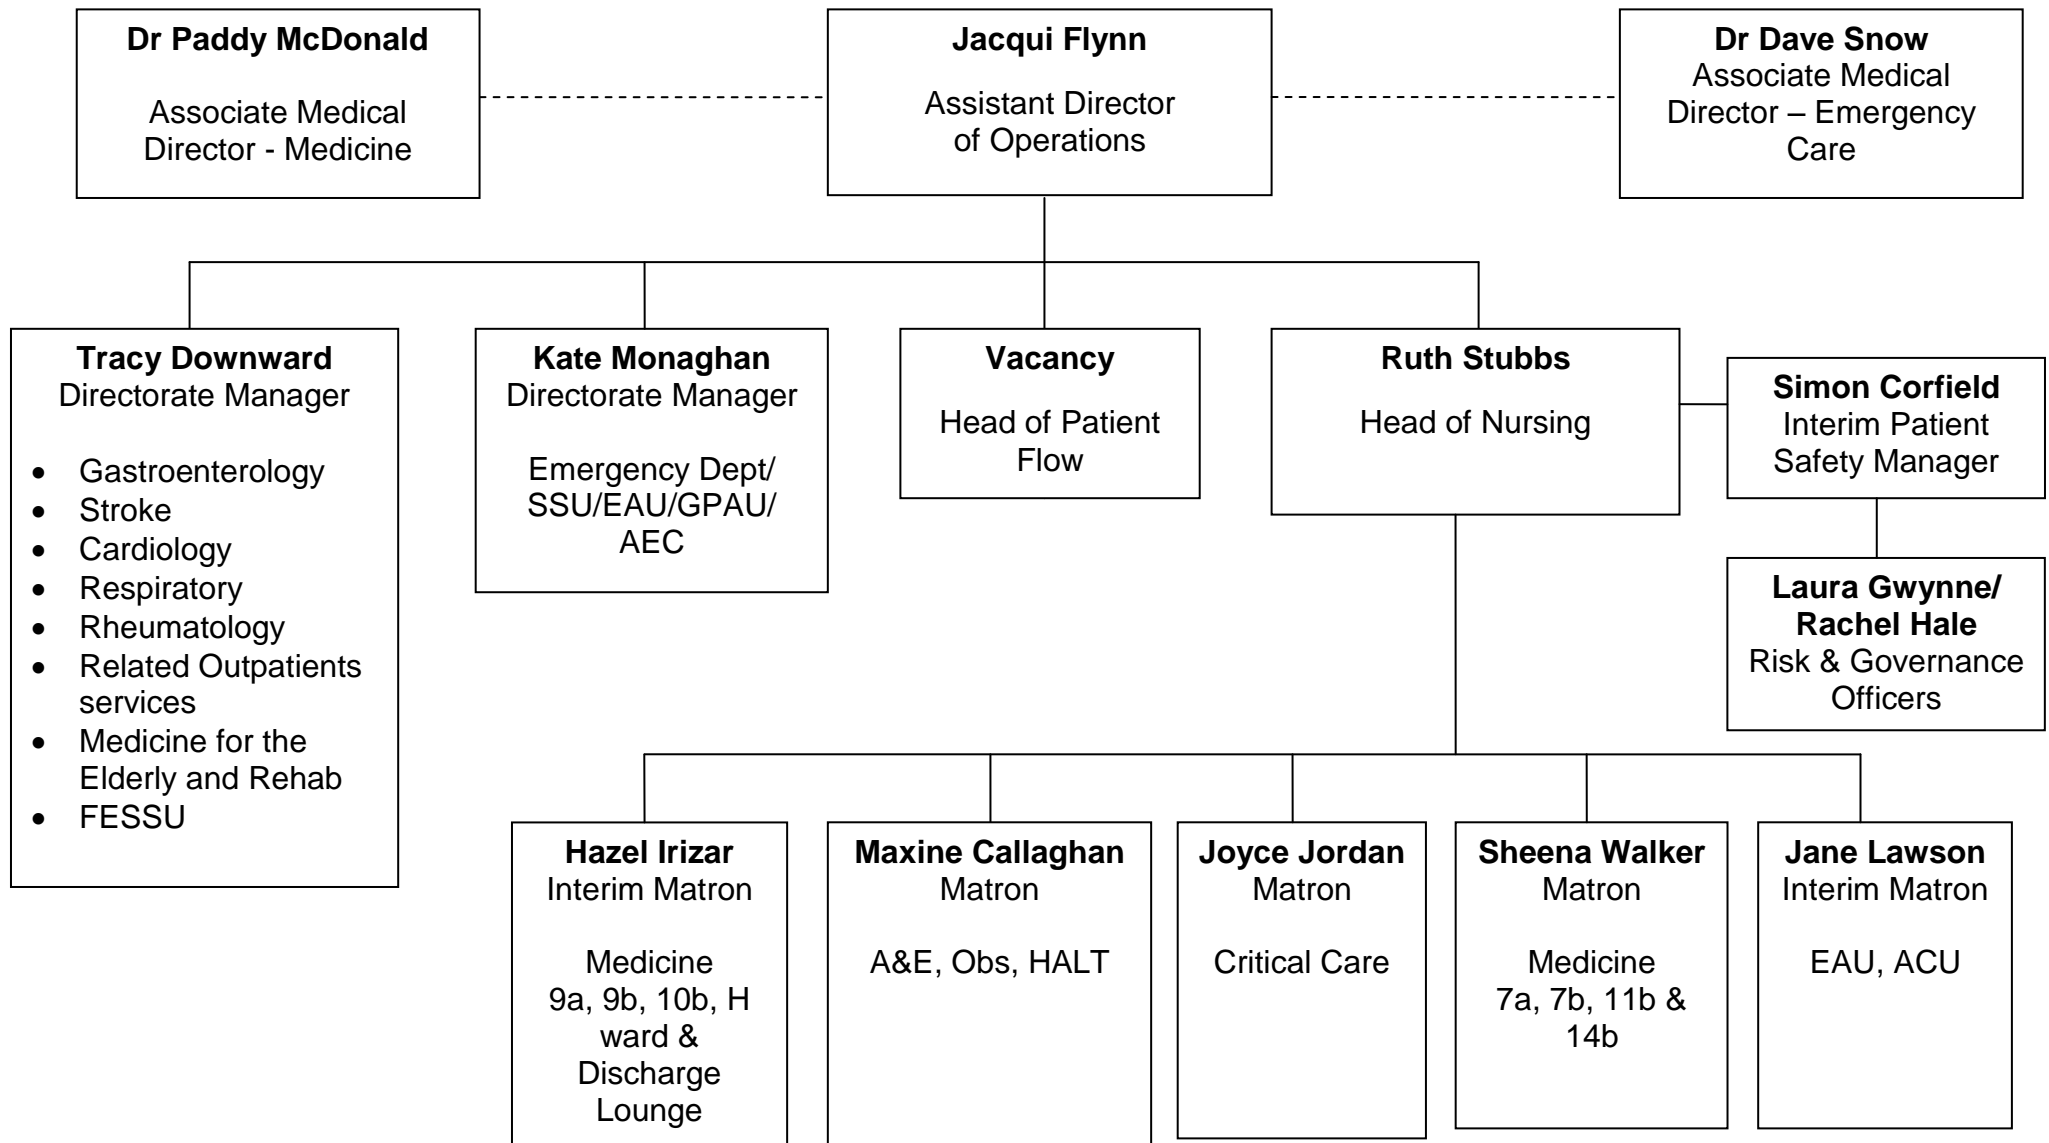 Dr Paddy McDonald
Associate Medical
Director - Medicine
Jacqui Flynn
Assistant Director
of Operations
Dr Dave Snow
Associate Medical
Director – Emergency
Care
Tracy Downward
Directorate Manager
• Gastroenterology
• Stroke
• Cardiology
• Respiratory
• Rheumatology
• Related Outpatients
services
• Medicine for the
Elderly and Rehab
• FESSU
Kate Monaghan
Directorate Manager
Emergency Dept/
SSU/EAU/GPAU/
AEC
Vacancy
Head of Patient
Flow
Ruth Stubbs
Head of Nursing
Simon Corfield
Interim Patient
Safety Manager
Laura Gwynne/
Rachel Hale
Risk & Governance
Officers
Hazel Irizar
Interim Matron
Medicine
9a, 9b, 10b, H
ward &
Discharge
Lounge
Maxine Callaghan
Matron
A&E, Obs, HALT
Joyce Jordan
Matron
Critical Care
Sheena Walker
Matron
Medicine
7a, 7b, 11b &
14b
Jane Lawson
Interim Matron
EAU, ACU